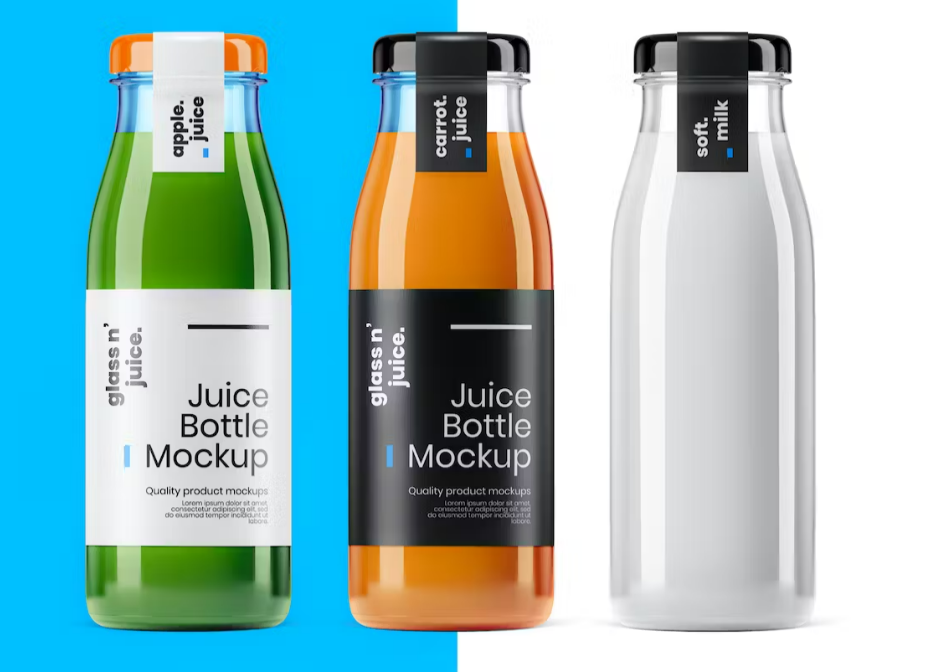 apple.
juice
glass n'
juice.
Juice
Bottle
Mockup
Quality product mockups
Lorem ipsum dolor sit amet,
consectetur adipiscing elit, sed
do eiusmod tempor incididunt ut
labore.
carrot.
juice
glass n'
juice.
Juice
Bottle
Mockup
Quality product mockups
Lorem ipsum dolor sit amet,
consectetur adipiscing elit, sed
do eiusmod tempor incididunt ut
labore.
soft.
milk